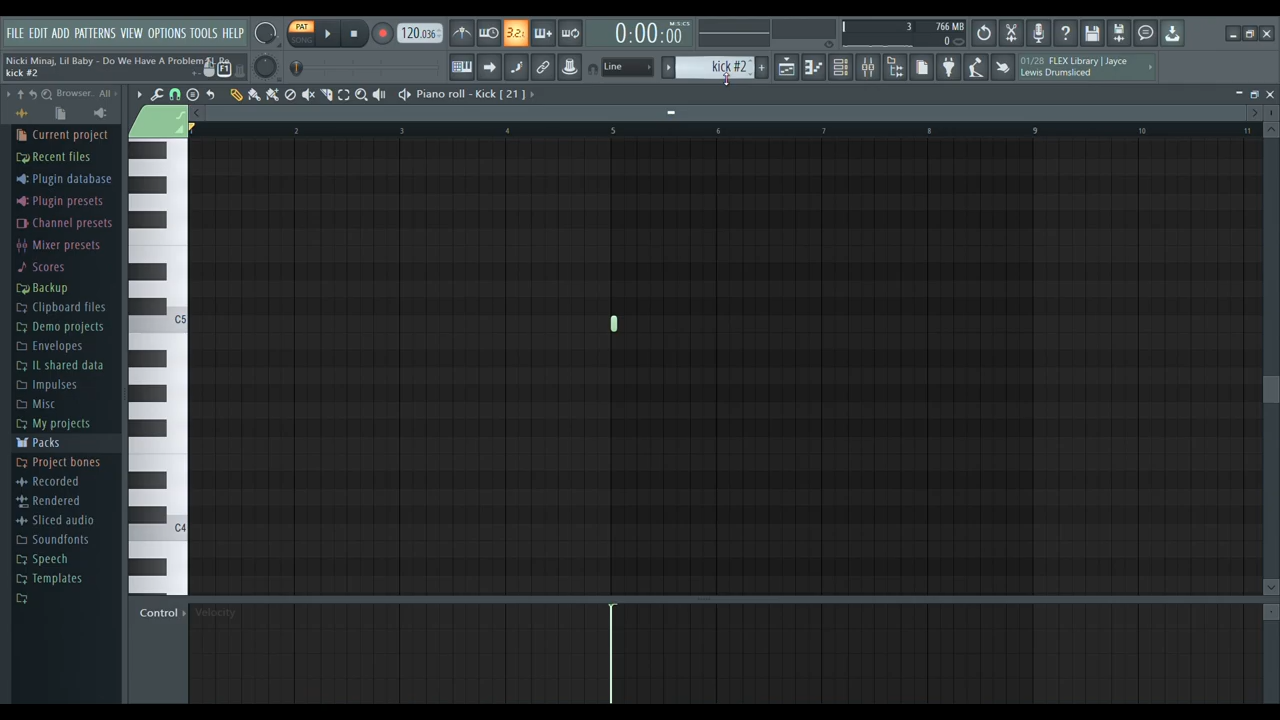 FILE EDIT ADD PATTERNS VIEW OPTIONS TOOLS HELP
PAT
SONG
120.036
3.2.
0:00:00
M:S:CS
3
766 MB
0
Nicki Minaj, Lil Baby - Do We Have A Problem
kick #2
F1
Line
kick #2
01/28 FLEX Library | Jayce
Lewis Drumsliced
Browser.. All
Piano roll - Kick [ 21 ]
1 2 3 4 5 6 7 8 9 10 11
Current project
Recent files
Plugin database
Plugin presets
Channel presets
Mixer presets
Scores
Backup
Clipboard files
Demo projects
Envelopes
IL shared data
Impulses
Misc
My projects
Packs
Project bones
Recorded
Rendered
Sliced audio
Soundfonts
Speech
Templates
C5
C4
Control
Velocity